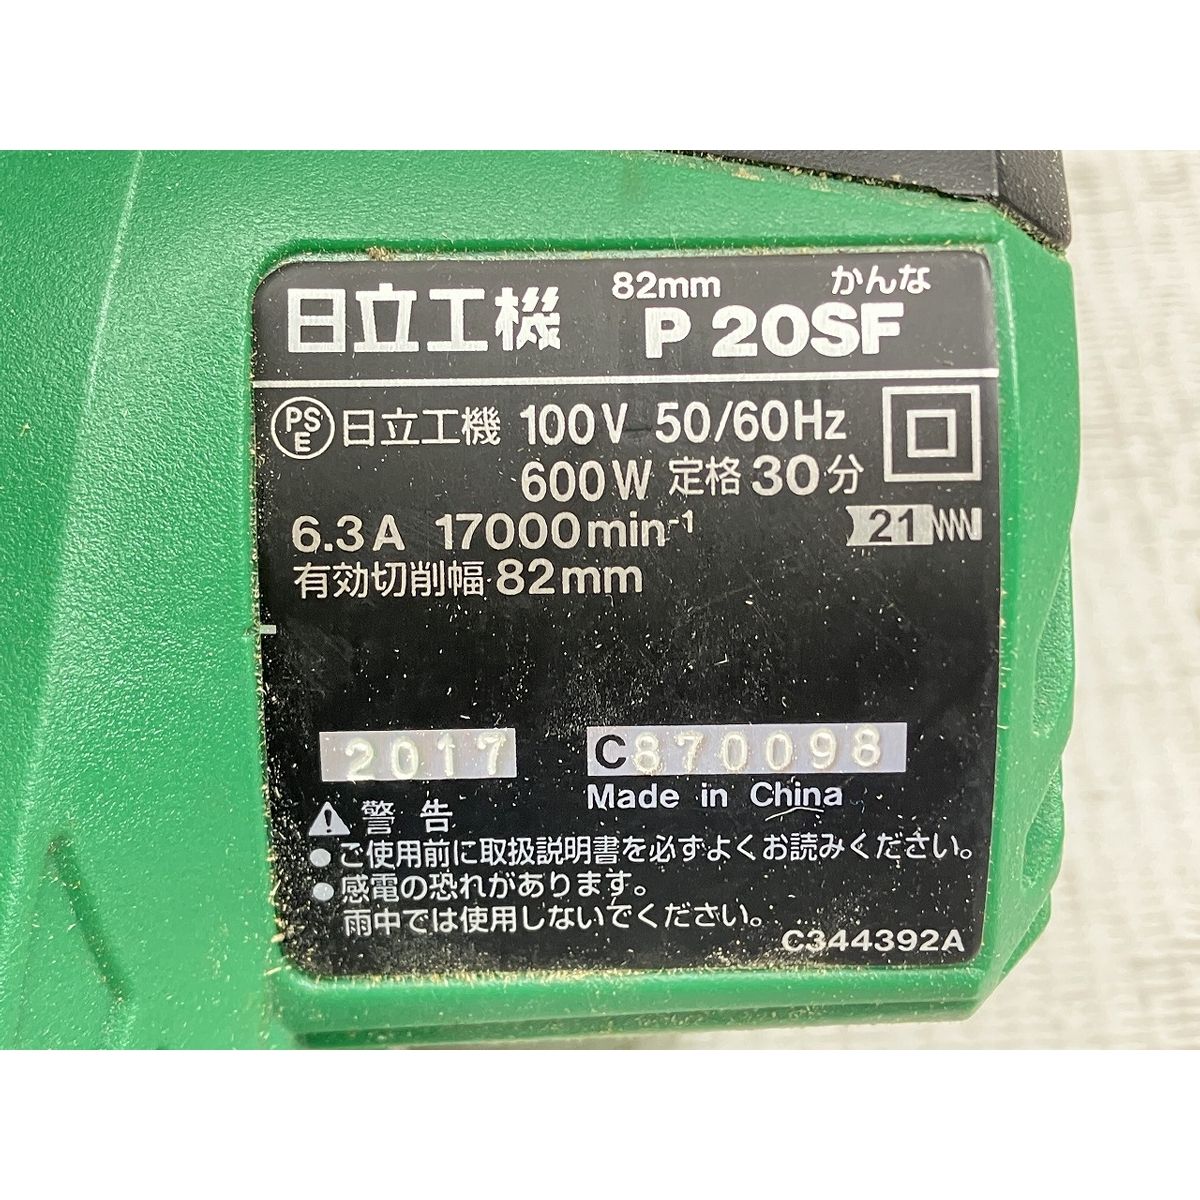 82mm かんな
日立工機 P 20SF
PSE 日立工機 100V 50/60Hz
600W 定格 30分
6.3A 17000min⁻¹ 21
有効切削幅 82mm
2017 C870098
Made in China
警告
●ご使用前に取扱説明書を必ずよくお読みください。
●感電の恐れがあります。
雨中では使用しないでください。
C344392A